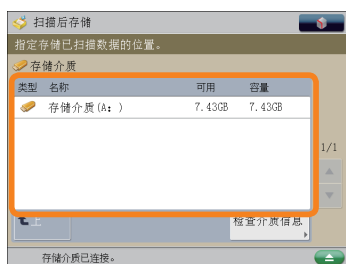 扫描后存储
指定存储已扫描数据的位置。
存储介质
类型 名称 可用 容量
存储介质(A: ) 7.43GB 7.43GB
1/1
上
检查介质信息
存储介质已连接。